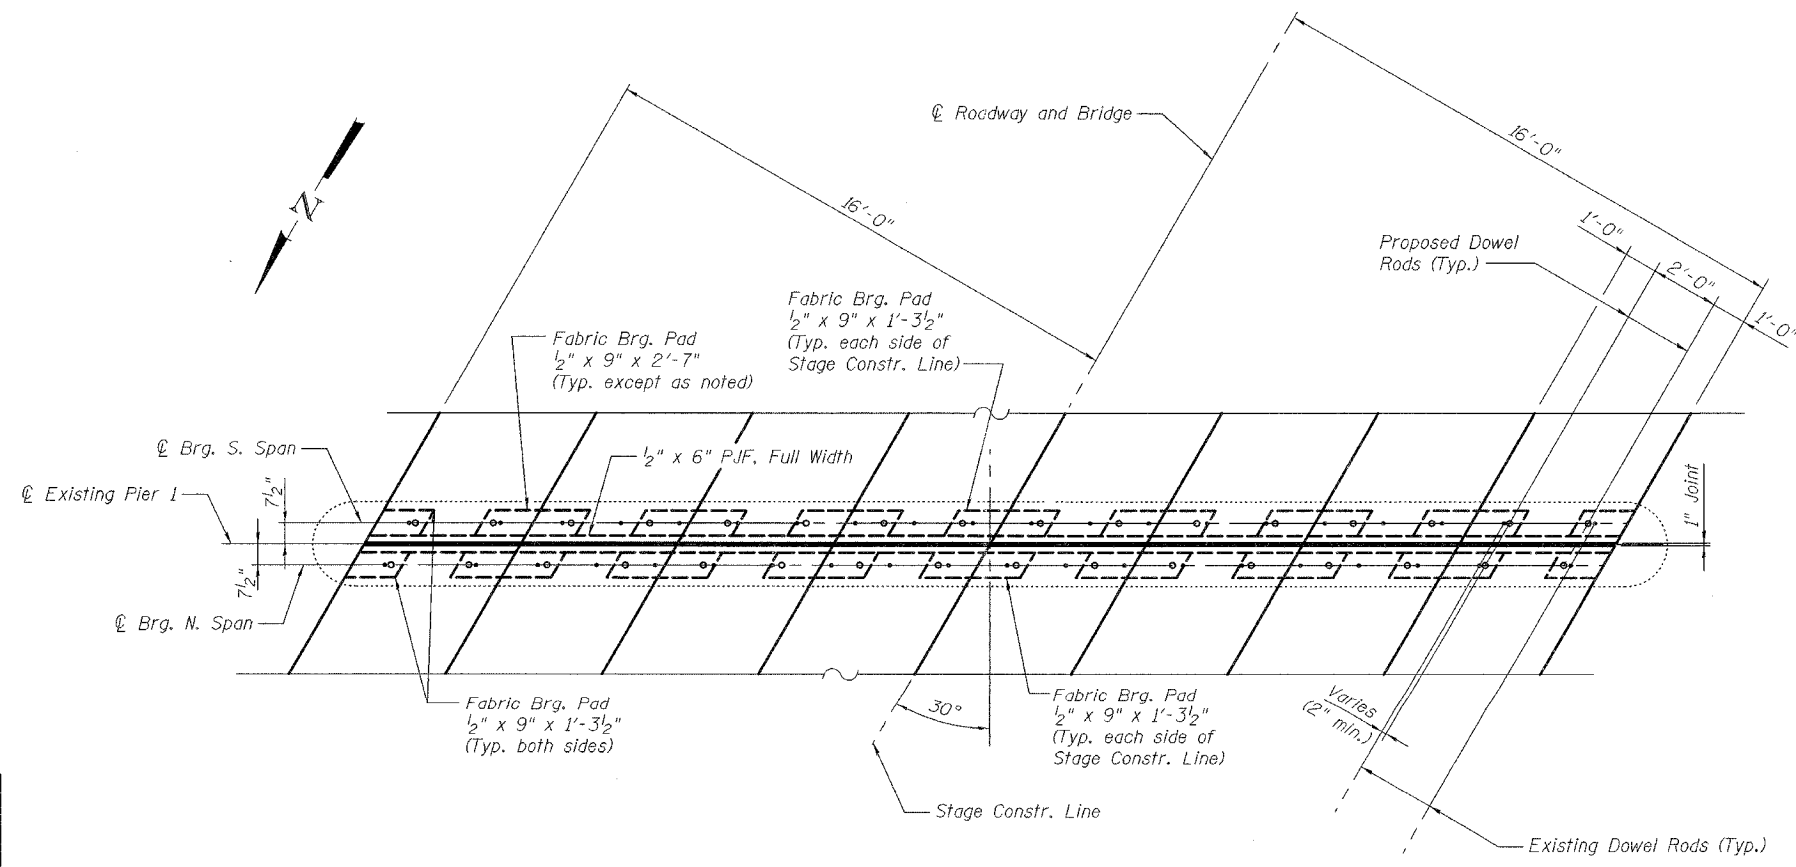 ℄ Roadway and Bridge
16'-0"
16'-0"
N
1'-0"
2'-0"
1'-0"
Proposed Dowel
Rods (Typ.)
Fabric Brg. Pad
½" x 9" x 1'-3½"
(Typ. each side of
Stage Constr. Line)
Fabric Brg. Pad
½" x 9" x 2'-7"
(Typ. except as noted)
℄ Brg. S. Span
½" x 6" PJF, Full Width
℄ Existing Pier 1
7½"
1" Joint
7½"
℄ Brg. N. Span
Fabric Brg. Pad
½" x 9" x 1'-3½"
(Typ. both sides)
30°
Fabric Brg. Pad
½" x 9" x 1'-3½"
(Typ. each side of
Stage Constr. Line)
Varies
(2" min.)
Stage Constr. Line
Existing Dowel Rods (Typ.)